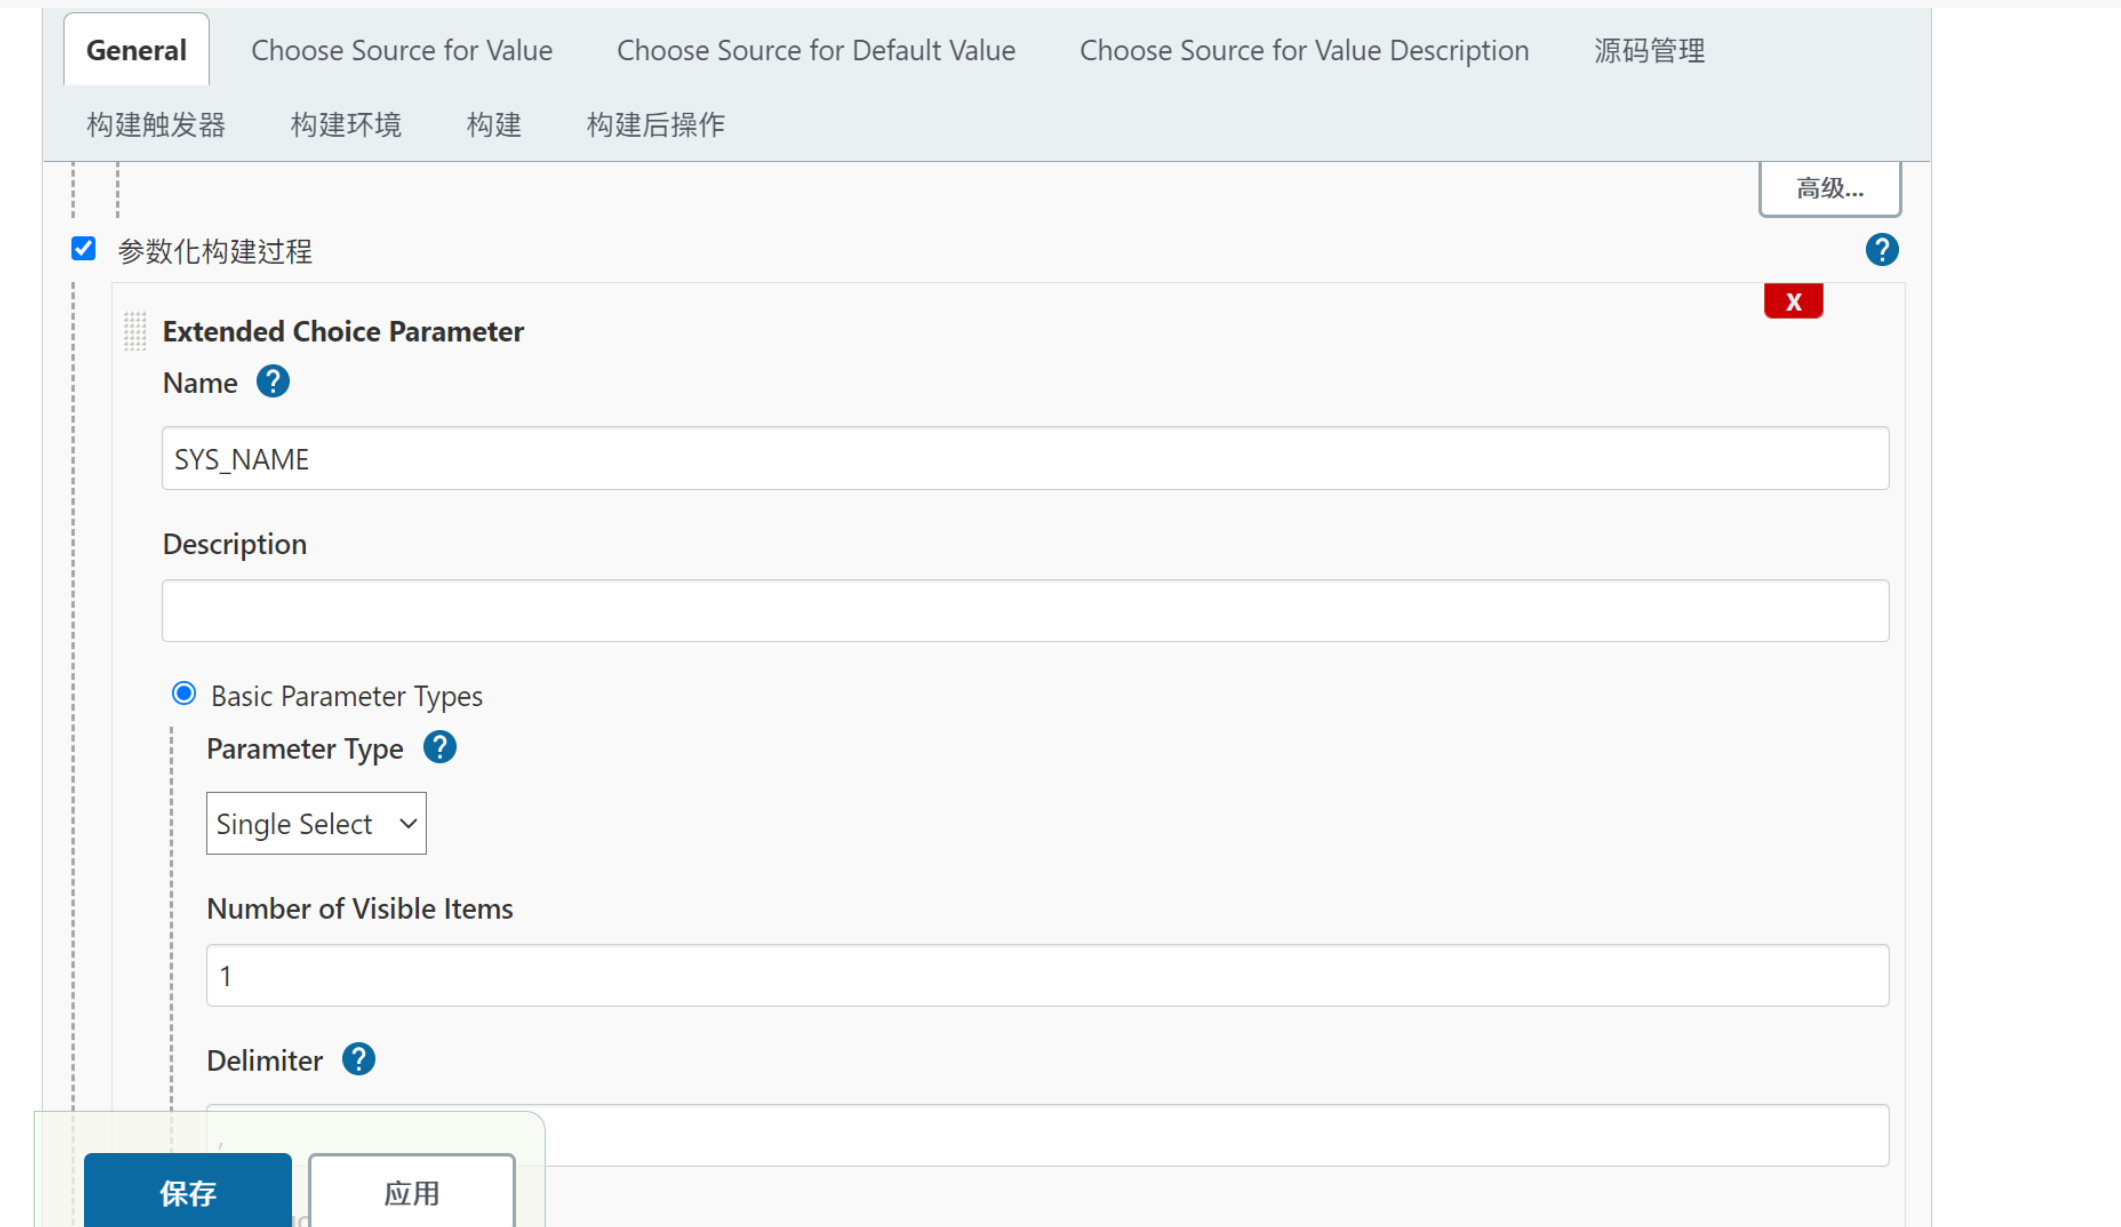 General Choose Source for Value Choose Source for Default Value Choose Source for Value Description 源码管理
构建触发器 构建环境 构建 构建后操作
高级...
参数化构建过程 ?
X
Extended Choice Parameter
Name ?
SYS_NAME
Description
Basic Parameter Types
Parameter Type ?
Single Select
Number of Visible Items
1
Delimiter ?
,
保存 应用